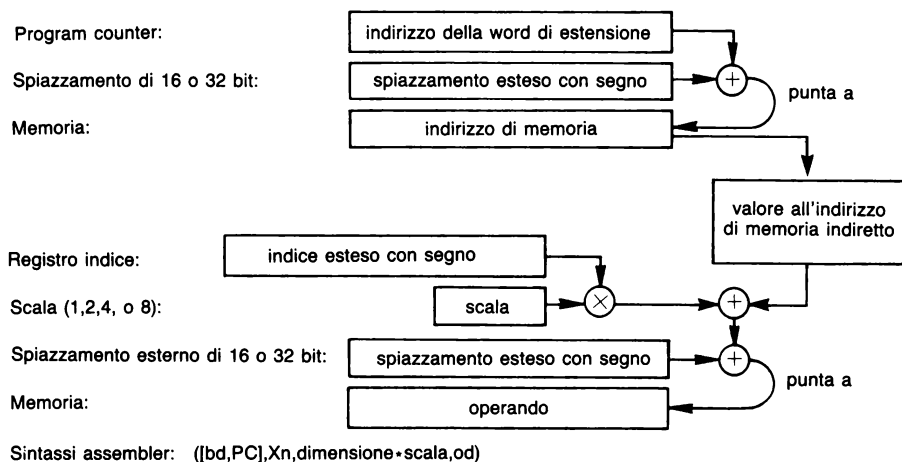 Program counter: indirizzo della word di estensione
+
Spiazzamento di 16 o 32 bit: spiazzamento esteso con segno
punta a
Memoria: indirizzo di memoria
valore all'indirizzo
di memoria indiretto
Registro indice: indice esteso con segno
Scala (1,2,4, o 8): scala × +
Spiazzamento esterno di 16 o 32 bit: spiazzamento esteso con segno +
punta a
Memoria: operando
Sintassi assembler: ([bd,PC],Xn,dimensione*scala,od)